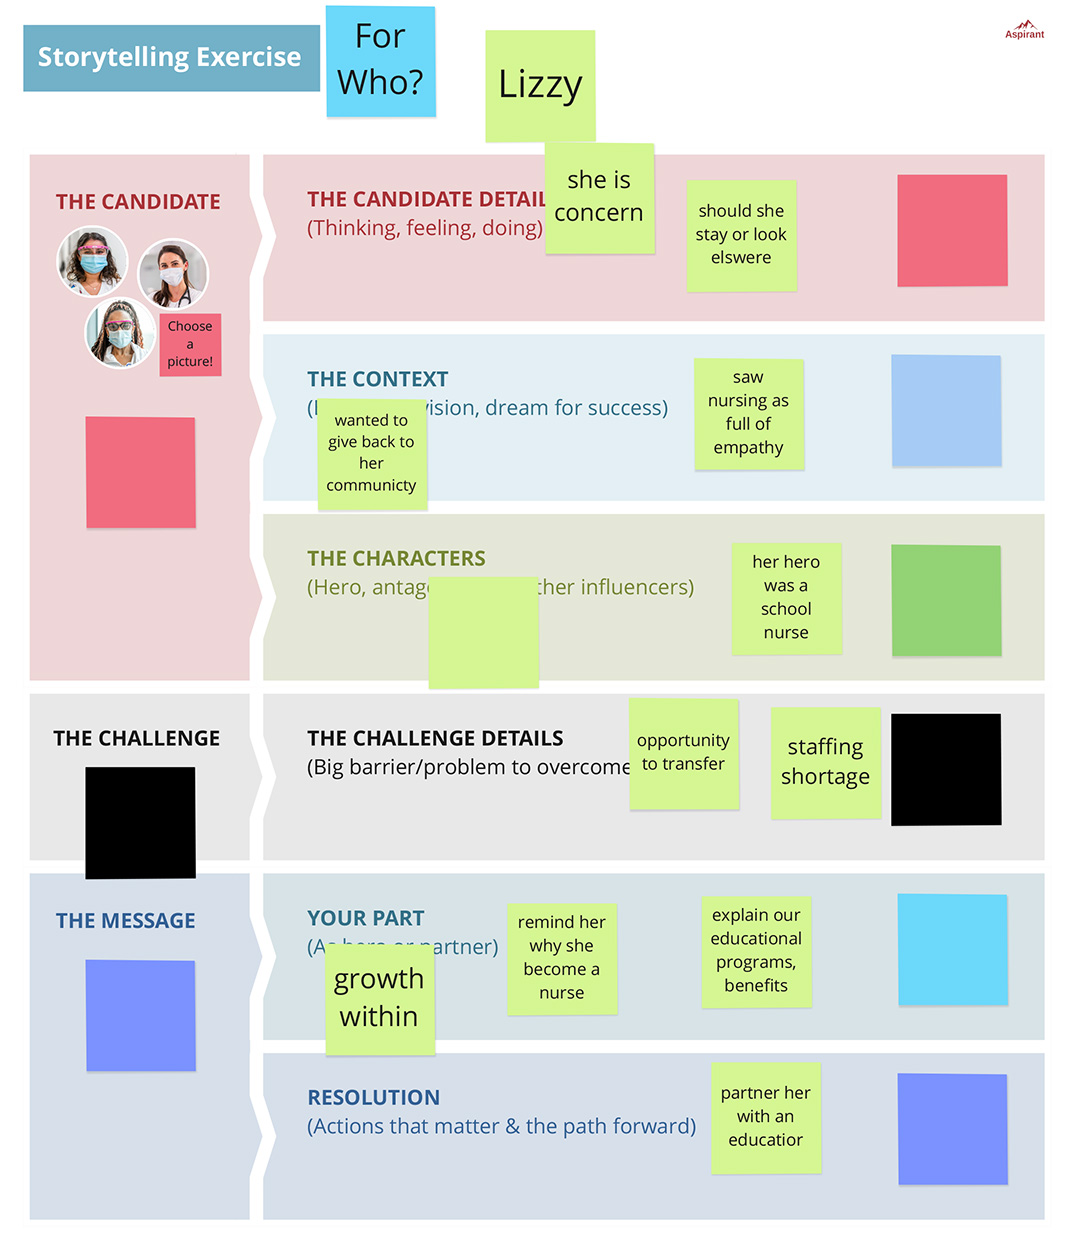 Storytelling Exercise
For
Who?
Lizzy
Aspirant
THE CANDIDATE
Choose
a
picture!
THE CANDIDATE DETAIL
(Thinking, feeling, doing)
she is
concern
should she
stay or look
elswere
THE CONTEXT
vision, dream for success)
wanted to
give back to
her
communicty
saw
nursing as
full of
empathy
THE CHARACTERS
(Hero, antag
ther influencers)
her hero
was a
school
nurse
THE CHALLENGE
THE CHALLENGE DETAILS
(Big barrier/problem to overcome
opportunity
to transfer
staffing
shortage
THE MESSAGE
YOUR PART
(As hero or partner)
growth
within
remind her
why she
become a
nurse
explain our
educational
programs,
benefits
RESOLUTION
(Actions that matter & the path forward)
partner her
with an
educatior